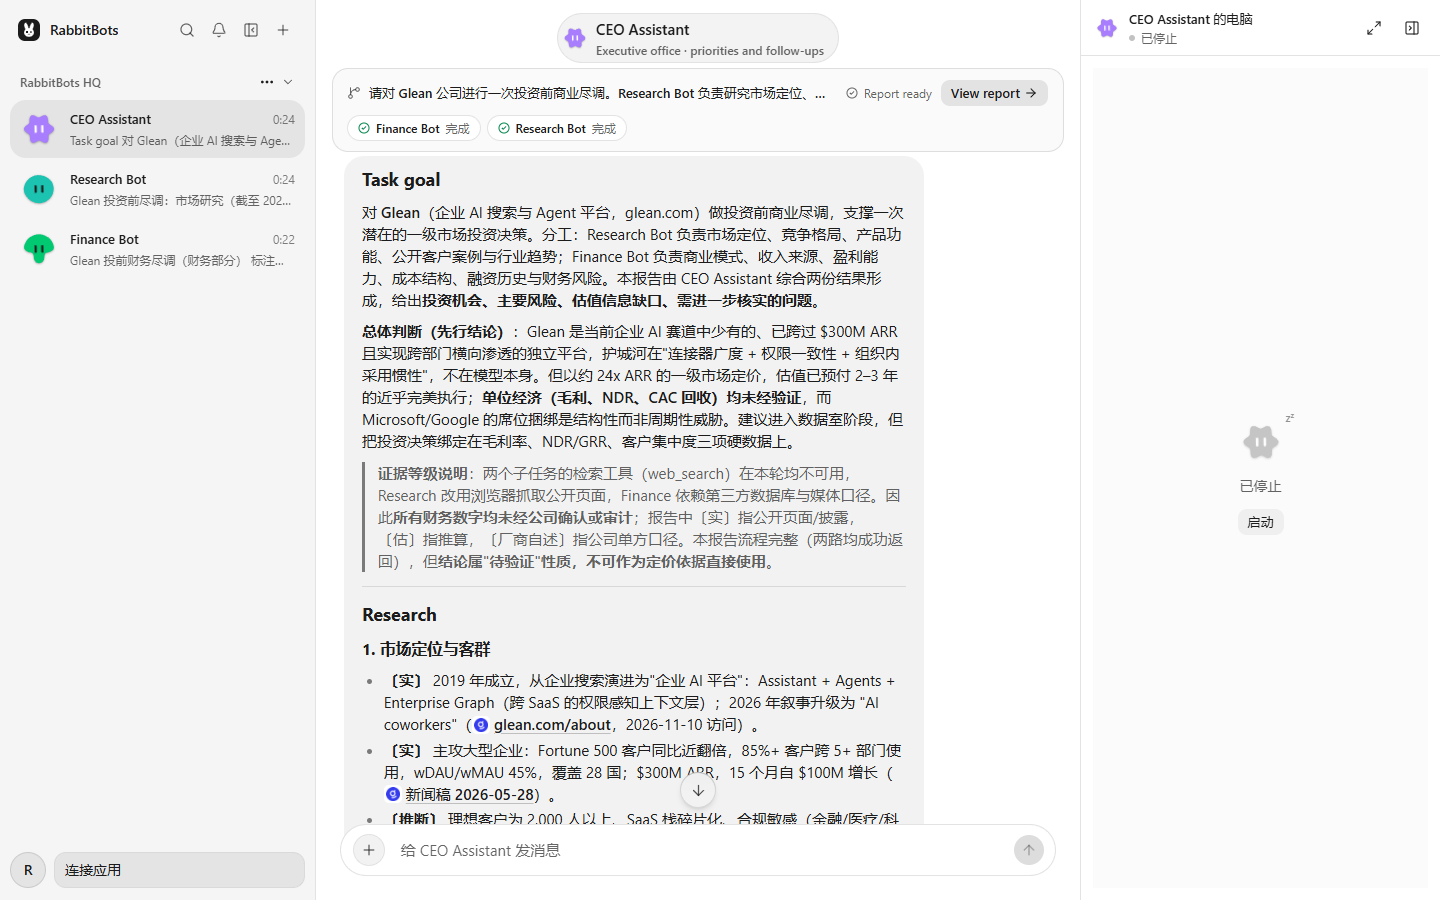 RabbitBots
RabbitBots HQ
CEO Assistant 0:24
Task goal 对 Glean（企业 AI 搜索与 Age...
Research Bot 0:24
Glean 投资前尽调：市场研究（截至 202...
Finance Bot 0:22
Glean 投前财务尽调（财务部分） 标注...
R
连接应用
CEO Assistant
Executive office · priorities and follow-ups
请对 Glean 公司进行一次投资前商业尽调。Research Bot 负责研究市场定位、...
Report ready
View report
Finance Bot 完成
Research Bot 完成
Task goal
对 Glean（企业 AI 搜索与 Agent 平台，glean.com）做投资前商业尽调，支撑一次
潜在的一级市场投资决策。分工：Research Bot 负责市场定位、竞争格局、产品功
能、公开客户案例与行业趋势；Finance Bot 负责商业模式、收入来源、盈利能
力、成本结构、融资历史与财务风险。本报告由 CEO Assistant 综合两份结果形
成，给出投资机会、主要风险、估值信息缺口、需进一步核实的问题。
总体判断（先行结论）：Glean 是当前企业 AI 赛道中少有的、已跨过 $300M ARR
且实现跨部门横向渗透的独立平台，护城河在"连接器广度 + 权限一致性 + 组织内
采用惯性"，不在模型本身。但以约 24x ARR 的一级市场定价，估值已预付 2–3 年
的近乎完美执行；单位经济（毛利、NDR、CAC 回收）均未经验证，而
Microsoft/Google 的席位捆绑是结构性而非周期性威胁。建议进入数据室阶段，但
把投资决策绑定在毛利率、NDR/GRR、客户集中度三项硬数据上。
证据等级说明：两个子任务的检索工具（web_search）在本轮均不可用，
Research 改用浏览器抓取公开页面，Finance 依赖第三方数据库与媒体口径。因
此所有财务数字均未经公司确认或审计；报告中〔实〕指公开页面/披露，
〔估〕指推算，〔厂商自述〕指公司单方口径。本报告流程完整（两路均成功返
回），但结论属"待验证"性质，不可作为定价依据直接使用。
Research
1. 市场定位与客群
〔实〕 2019 年成立，从企业搜索演进为"企业 AI 平台"：Assistant + Agents +
Enterprise Graph（跨 SaaS 的权限感知上下文层）；2026 年叙事升级为 "AI
coworkers"（ glean.com/about，2026-11-10 访问）。
〔实〕 主攻大型企业：Fortune 500 客户同比近翻倍，85%+ 客户跨 5+ 部门使
用，wDAU/wMAU 45%，覆盖 28 国；$300M ARR，15 个月自 $100M 增长（
新闻稿 2026-05-28）。
〔推断〕 理想客户为 2,000 人以上、SaaS 栈碎片化、合规敏感（金融/医疗/科
给 CEO Assistant 发消息
CEO Assistant 的电脑
已停止
zz
已停止
启动